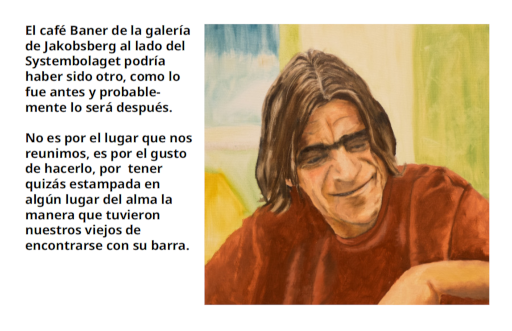 El café Baner de la galería
de Jakobsberg al lado del
Systembolaget podría
haber sido otro, como lo
fue antes y probable-
mente lo será después.
No es por el lugar que nos
reunimos, es por el gusto
de hacerlo, por  tener
quizás estampada en
algún lugar del alma la
manera que tuvieron
nuestros viejos de
encontrarse con su barra.